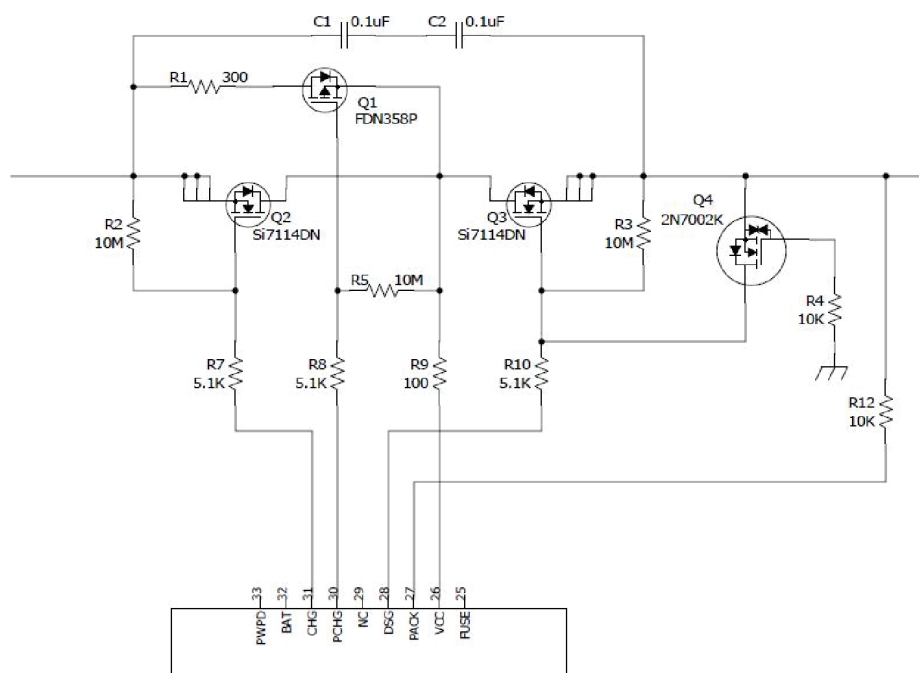 C1 0.1uF C2 0.1uF
R1 300
Q1
FDN358P
Q2
Si7114DN
Q3
Si7114DN
Q4
2N7002K
R2
10M
R3
10M
R5 10M
R4
10K
R7
5.1K
R8
5.1K
R9
100
R10
5.1K
R12
10K
33 32 31 30 29 28 27 26 25
PWPD BAT CHG PCHG NC DSG PACK VCC FUSE